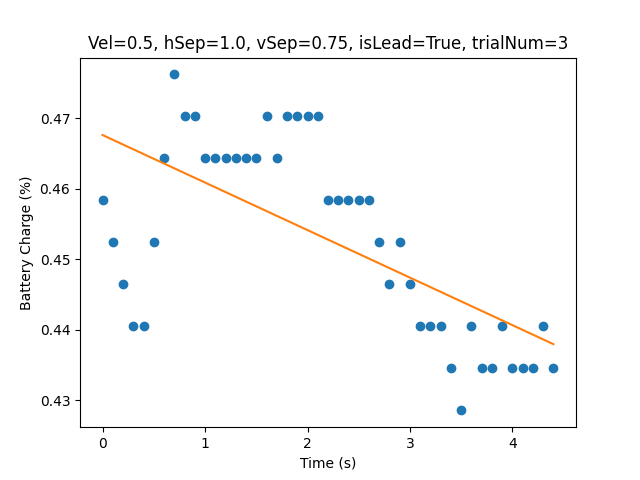 Vel=0.5, hSep=1.0, vSep=0.75, isLead=True, trialNum=3
0.47
0.46
0.45
0.44
0.43
Battery Charge (%)
0 1 2 3 4
Time (s)